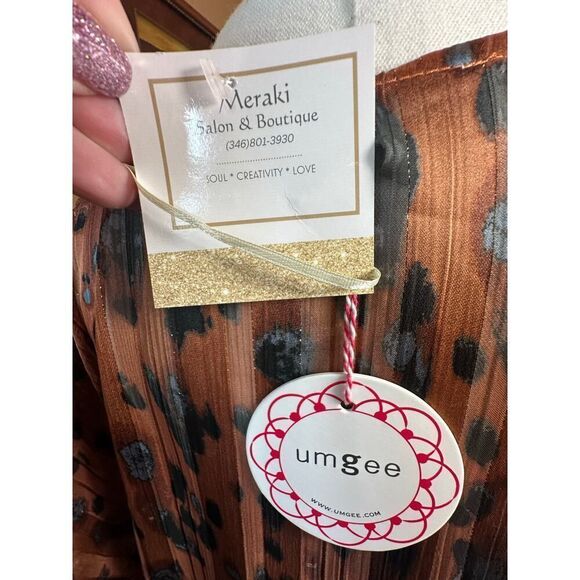 Meraki
Salon & Boutique
(346)801-3930
SOUL * CREATIVITY * LOVE
umgee
WWW.UMGEE.COM